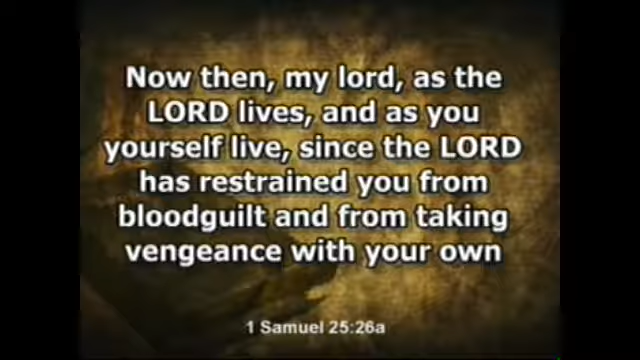 Now then, my lord, as the
LORD lives, and as you
yourself live, since the LORD
has restrained you from
bloodguilt and from taking
vengeance with your own
1 Samuel 25:26a